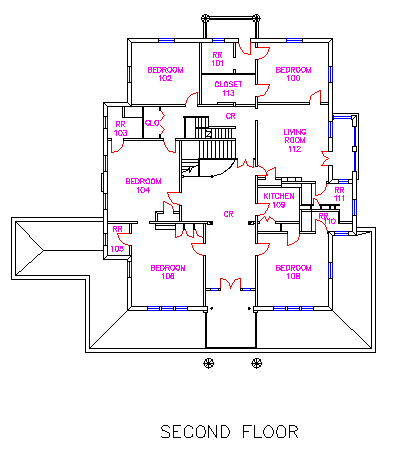 BEDROOM
102
RR
101
BEDROOM
100
CLOSET
113
RR
103
CLO
CR
LIVING
ROOM
112
BEDROOM
104
KITCHEN
109
RR
111
CR
RR
110
RR
105
BEDROOM
106
BEDROOM
108
SECOND FLOOR